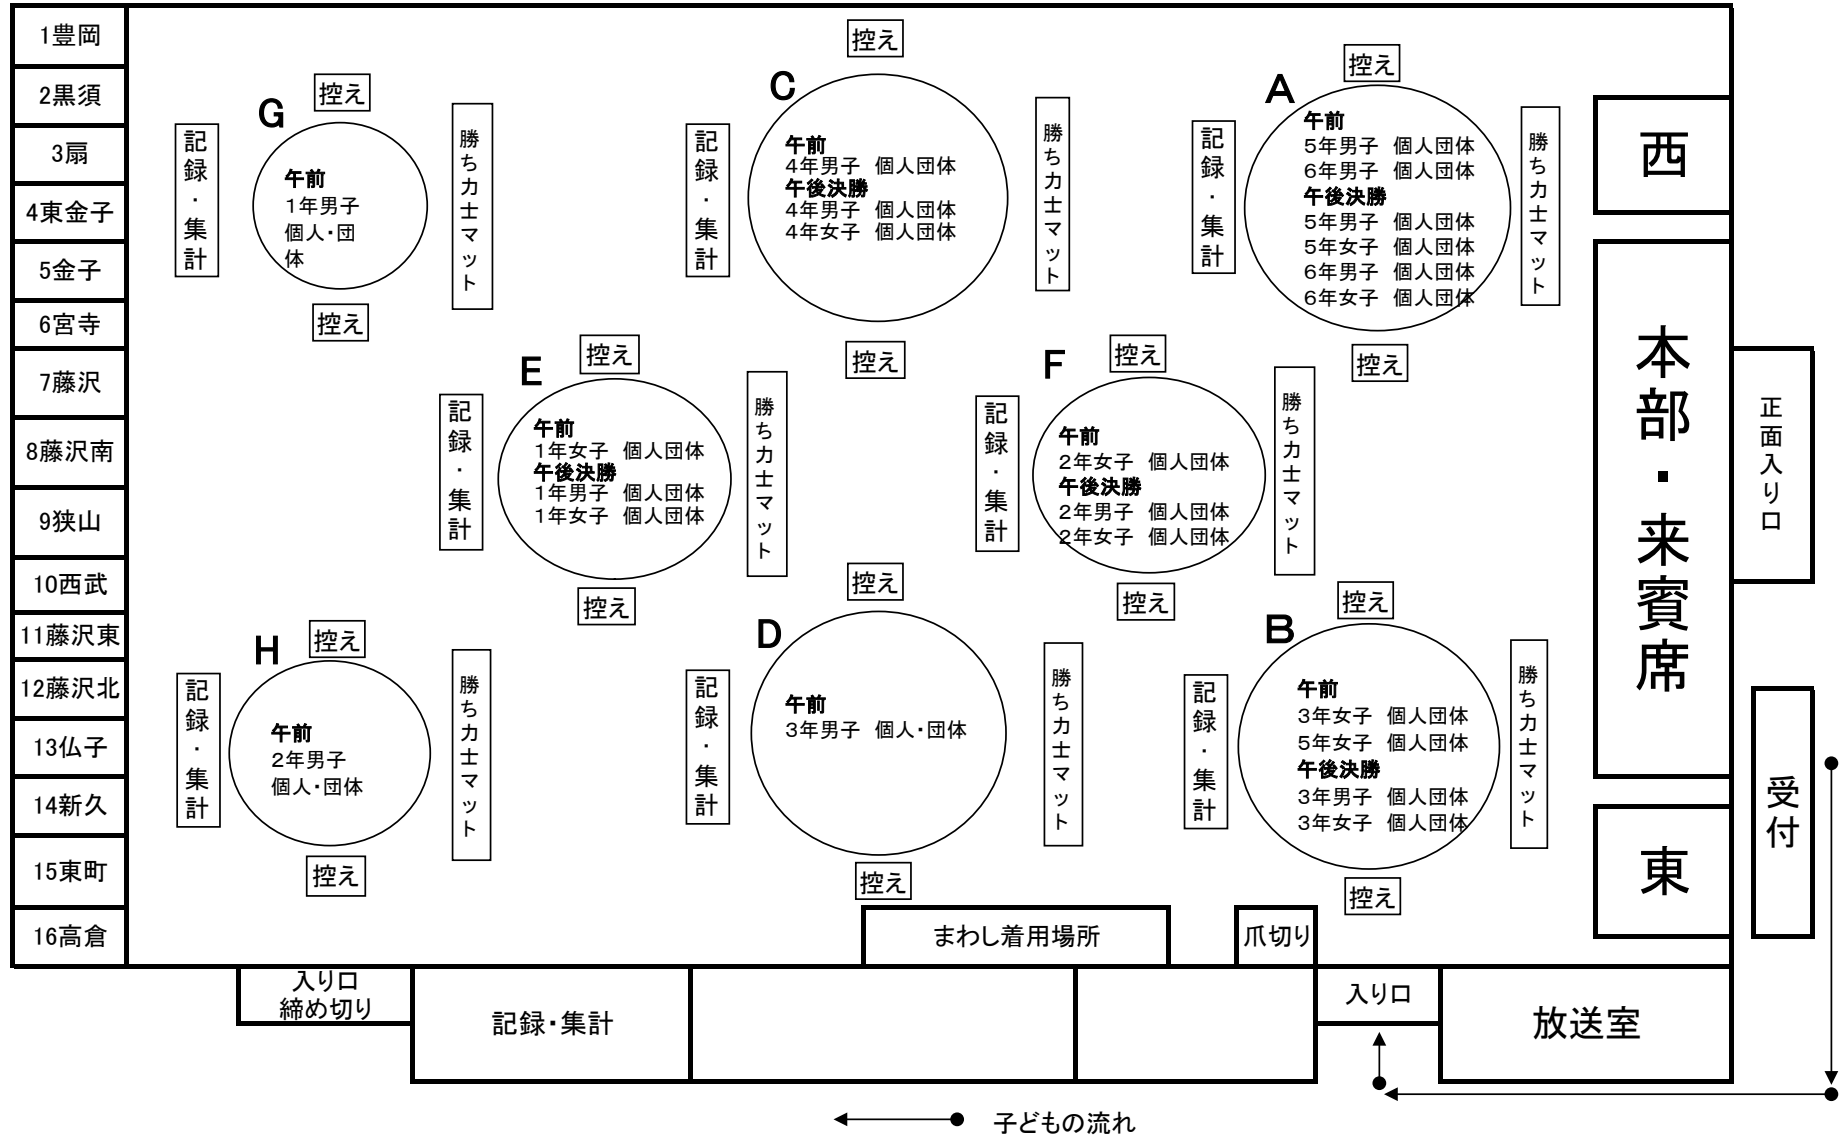 1豊岡
2黒須
3扇
4東金子
5金子
6宮寺
7藤沢
8藤沢南
9狭山
10西武
11藤沢東
12藤沢北
13仏子
14新久
15東町
16高倉
G
控え
記録・集計
午前
1年男子
個人・団
体
勝ち力士マット
控え
C
控え
記録・集計
午前
4年男子　個人団体
午後決勝
4年男子　個人団体
4年女子　個人団体
勝ち力士マット
控え
A
控え
記録・集計
午前
5年男子　個人団体
6年男子　個人団体
午後決勝
5年男子　個人団体
5年女子　個人団体
6年男子　個人団体
6年女子　個人団体
勝ち力士マット
控え
E
控え
記録・集計
午前
1年女子　個人団体
午後決勝
1年男子　個人団体
1年女子　個人団体
勝ち力士マット
控え
F
控え
記録・集計
午前
2年女子　個人団体
午後決勝
2年男子　個人団体
2年女子　個人団体
勝ち力士マット
控え
H
控え
記録・集計
午前
2年男子
個人・団体
勝ち力士マット
控え
D
控え
記録・集計
午前
3年男子　個人・団体
勝ち力士マット
控え
B
控え
記録・集計
午前
3年女子　個人団体
5年女子　個人団体
午後決勝
3年男子　個人団体
3年女子　個人団体
勝ち力士マット
控え
西
本部・来賓席
東
正面入り口
受付
まわし着用場所
爪切り
入り口
締め切り
記録・集計
入り口
放送室
子どもの流れ